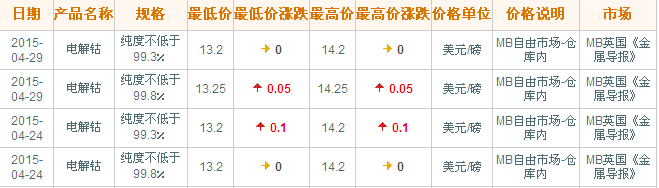 日期 产品名称 规格 最低价 最低价涨跌 最高价 最高价涨跌 价格单位 价格说明 市场
2015-04-29 电解钴 纯度不低于99.3% 13.2 0 14.2 0 美元/磅 MB自由市场-仓库内 MB英国《金属导报》
2015-04-29 电解钴 纯度不低于99.8% 13.25 0.05 14.25 0.05 美元/磅 MB自由市场-仓库内 MB英国《金属导报》
2015-04-24 电解钴 纯度不低于99.3% 13.2 0.1 14.2 0.1 美元/磅 MB自由市场-仓库内 MB英国《金属导报》
2015-04-24 电解钴 纯度不低于99.8% 13.2 0 14.2 0 美元/磅 MB自由市场-仓库内 MB英国《金属导报》